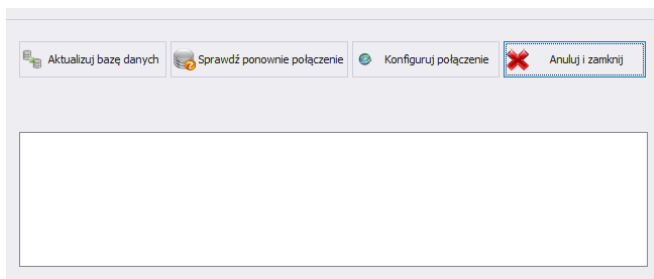 Aktualizuj bazę danych
Sprawdź ponownie połączenie
Konfiguruj połączenie
Anuluj i zamknij